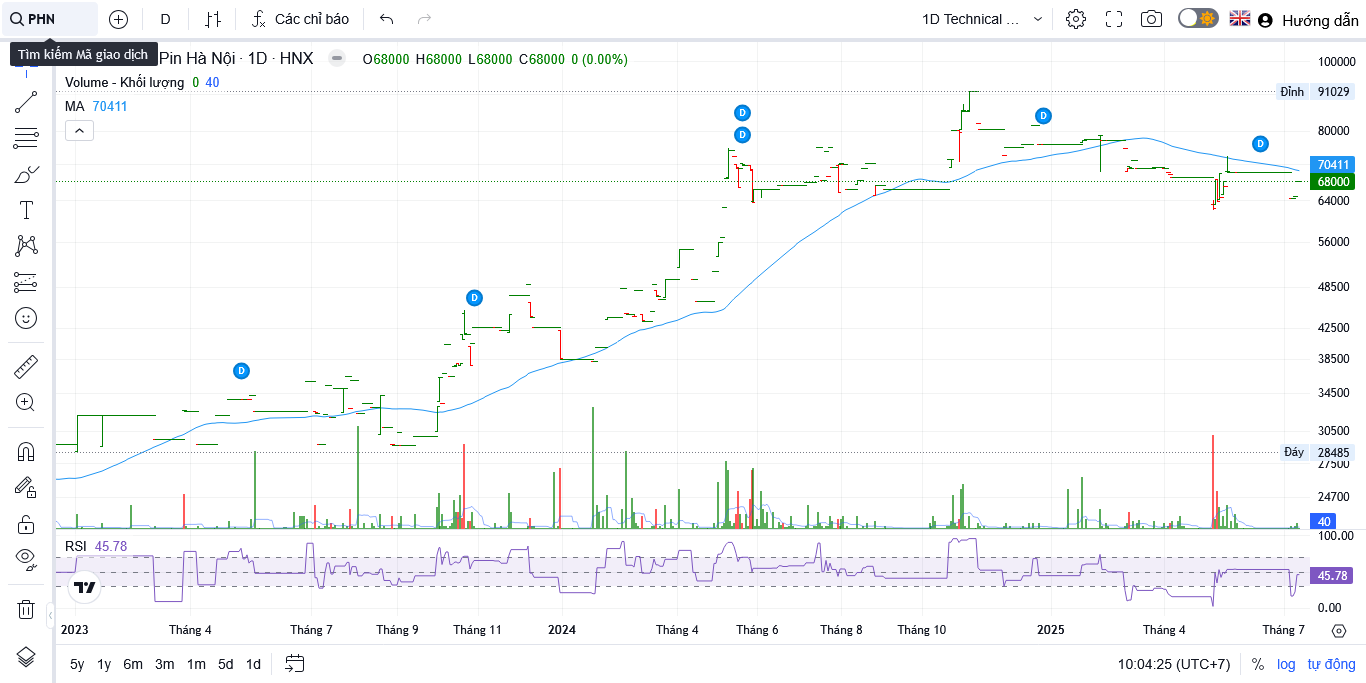 PHN
D
Các chỉ báo
1D Technical ...
Hướng dẫn
Tìm kiếm Mã giao dịch
Pin Hà Nội · 1D · HNX
O68000 H68000 L68000 C68000 0 (0.00%)
Volume - Khối lượng 0 40
MA 70411
100000
Đỉnh 91029
80000
70411
68000
64000
56000
48500
42500
38500
34500
30500
Đáy 28485
27500
24700
40
D
D
D
D
D
D
RSI 45.78
100.00
45.78
0.00
2023 Tháng 4 Tháng 7 Tháng 9 Tháng 11 2024 Tháng 4 Tháng 6 Tháng 8 Tháng 10 2025 Tháng 4 Tháng 7
5y 1y 6m 3m 1m 5d 1d
10:04:25 (UTC+7) % log tự động